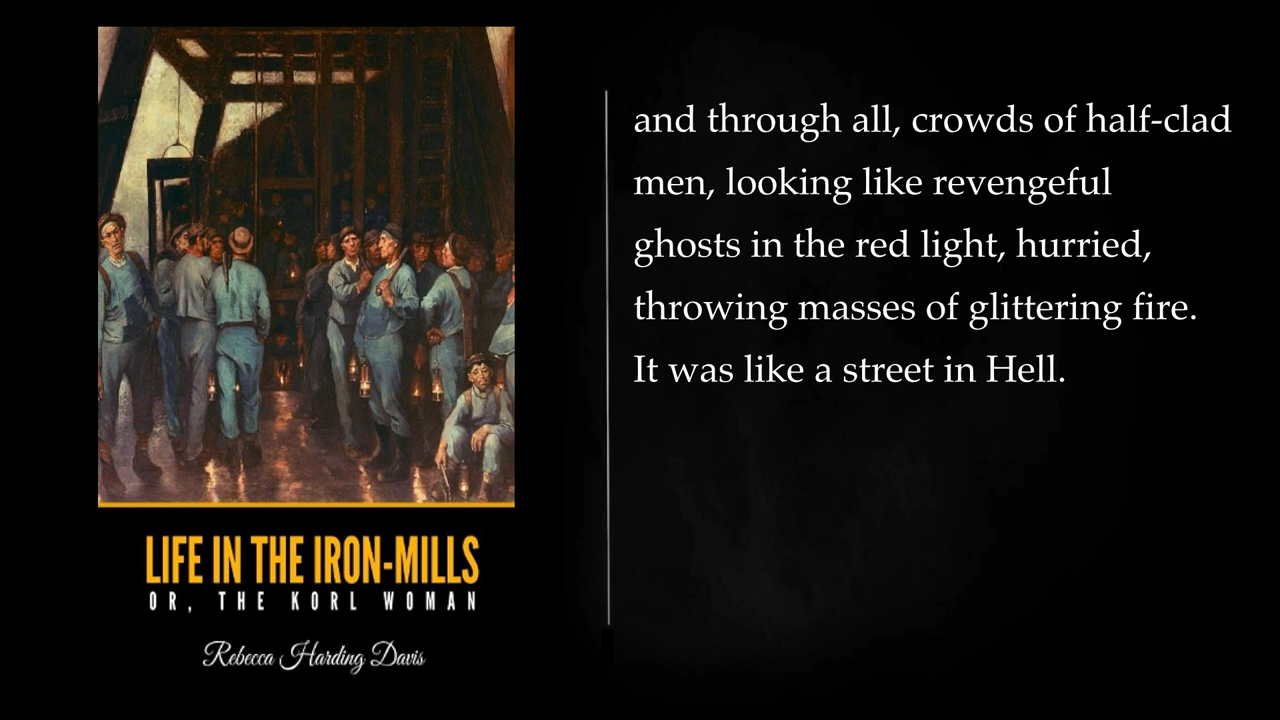 and through all, crowds of half-clad
men, looking like revengeful
ghosts in the red light, hurried,
throwing masses of glittering fire.
It was like a street in Hell.
LIFE IN THE IRON-MILLS
OR, THE KORL WOMAN
Rebecca Harding Davis